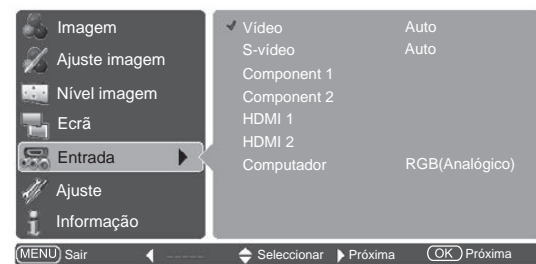 Imagem
Ajuste imagem
Nível imagem
Ecrã
Entrada
Ajuste
Informação
Vídeo Auto
S-vídeo Auto
Component 1
Component 2
HDMI 1
HDMI 2
Computador RGB(Analógico)
MENU Sair ----- Seleccionar Próxima OK Próxima